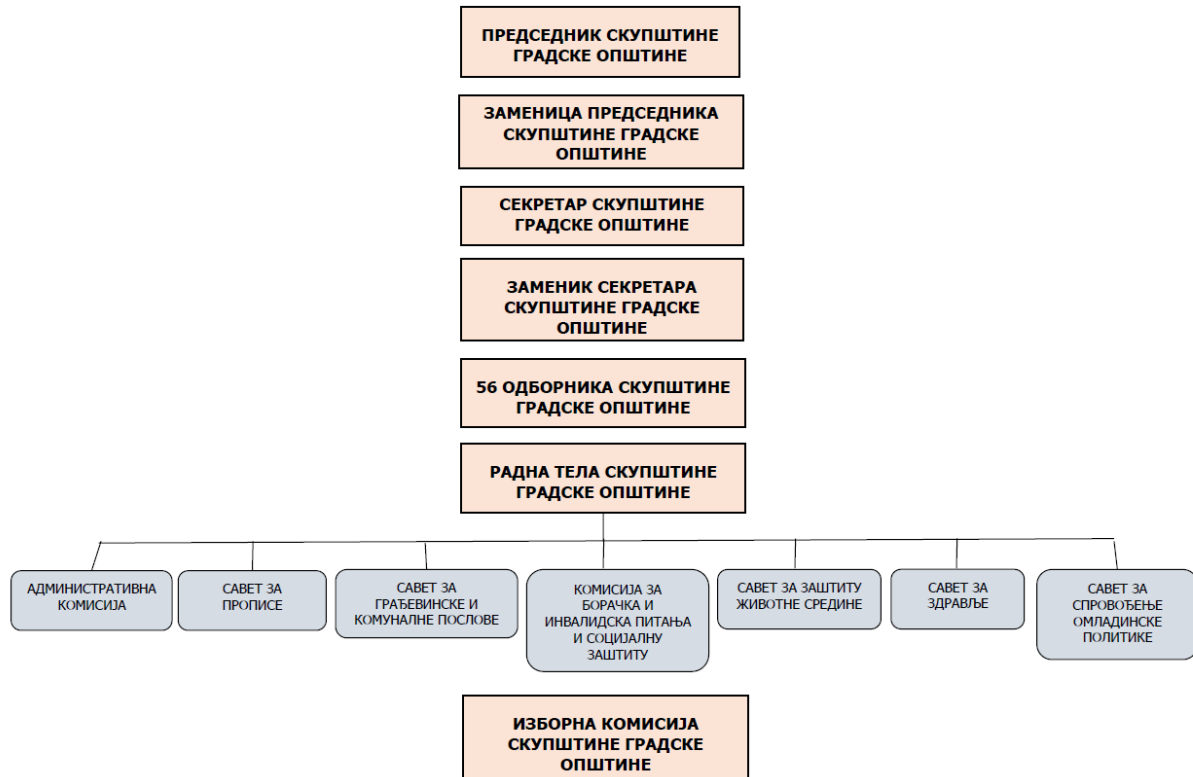 ПРЕДСЕДНИК СКУПШТИНЕ
ГРАДСКЕ ОПШТИНЕ
ЗАМЕНИЦА ПРЕДСЕДНИКА
СКУПШТИНЕ ГРАДСКЕ
ОПШТИНЕ
СЕКРЕТАР СКУПШТИНЕ
ГРАДСКЕ ОПШТИНЕ
ЗАМЕНИК СЕКРЕТАРА
СКУПШТИНЕ ГРАДСКЕ
ОПШТИНЕ
56 ОДБОРНИКА СКУПШТИНЕ
ГРАДСКЕ ОПШТИНЕ
РАДНА ТЕЛА СКУПШТИНЕ
ГРАДСКЕ ОПШТИНЕ
АДМИНИСТРАТИВНА
КОМИСИЈА
САВЕТ ЗА
ПРОПИСЕ
САВЕТ ЗА
ГРАЂЕВИНСКЕ И
КОМУНАЛНЕ ПОСЛОВЕ
КОМИСИЈА ЗА
БОРАЧКА И
ИНВАЛИДСКА ПИТАЊА
И СОЦИЈАЛНУ
ЗАШТИТУ
САВЕТ ЗА ЗАШТИТУ
ЖИВОТНЕ СРЕДИНЕ
САВЕТ ЗА
ЗДРАВЉЕ
САВЕТ ЗА
СПРОВОЂЕЊЕ
ОМЛАДИНСКЕ
ПОЛИТИКЕ
ИЗБОРНА КОМИСИЈА
СКУПШТИНЕ ГРАДСКЕ
ОПШТИНЕ